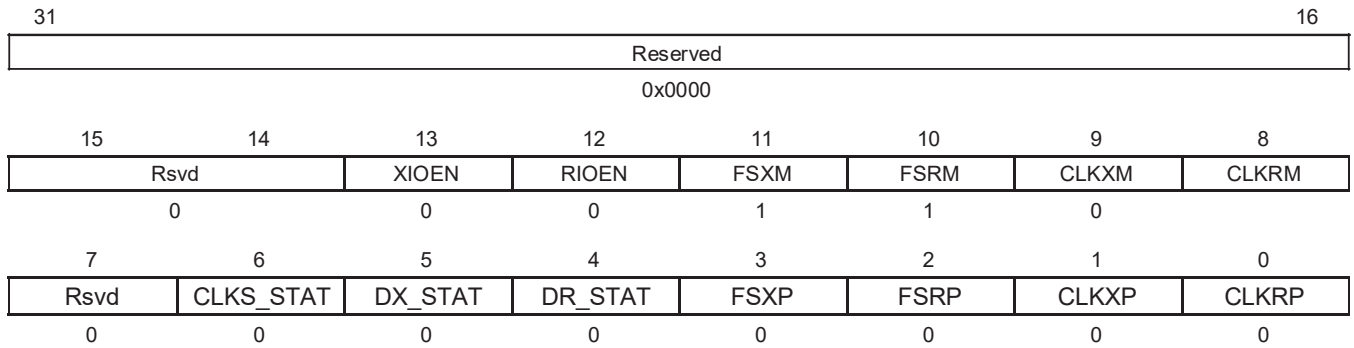 31 16
Reserved
0x0000
15 14 13 12 11 10 9 8
Rsvd XIOEN RIOEN FSXM FSRM CLKXM CLKRM
0 0 0 1 1 0
7 6 5 4 3 2 1 0
Rsvd CLKS_STAT DX_STAT DR_STAT FSXP FSRP CLKXP CLKRP
0 0 0 0 0 0 0 0